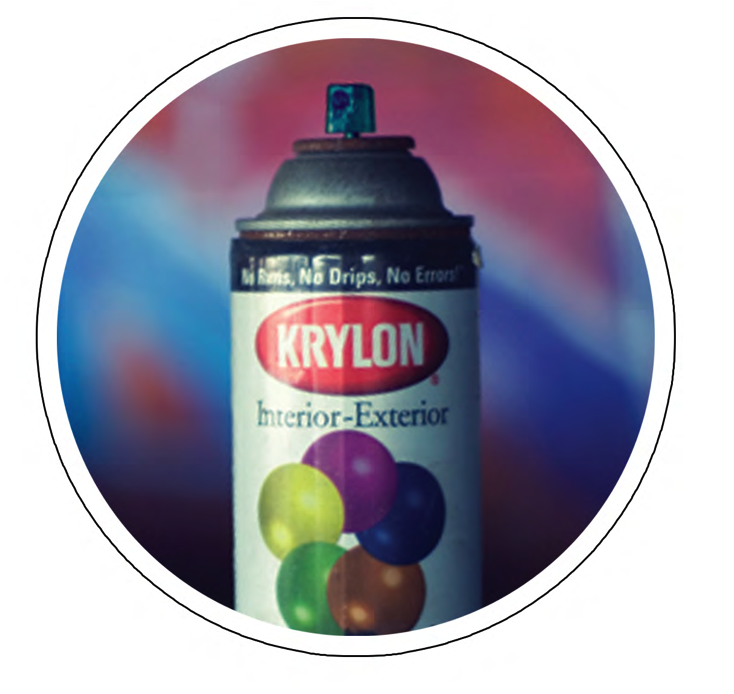 No Runs, No Drips, No Errors!
KRYLON®
Interior-Exterior